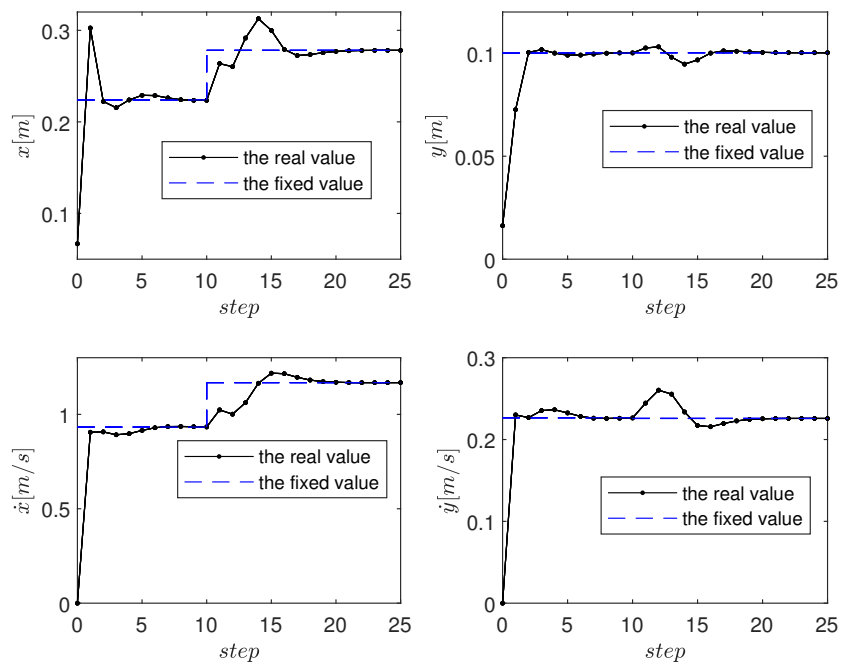 0.3
0.2
0.1
x[m]
the real value
the fixed value
0 5 10 15 20 25
step
0.1
0.05
0
y[m]
the real value
the fixed value
0 5 10 15 20 25
step
1
0.5
0
ẋ[m/s]
the real value
the fixed value
0 5 10 15 20 25
step
0.3
0.2
0.1
0
ẏ[m/s]
the real value
the fixed value
0 5 10 15 20 25
step